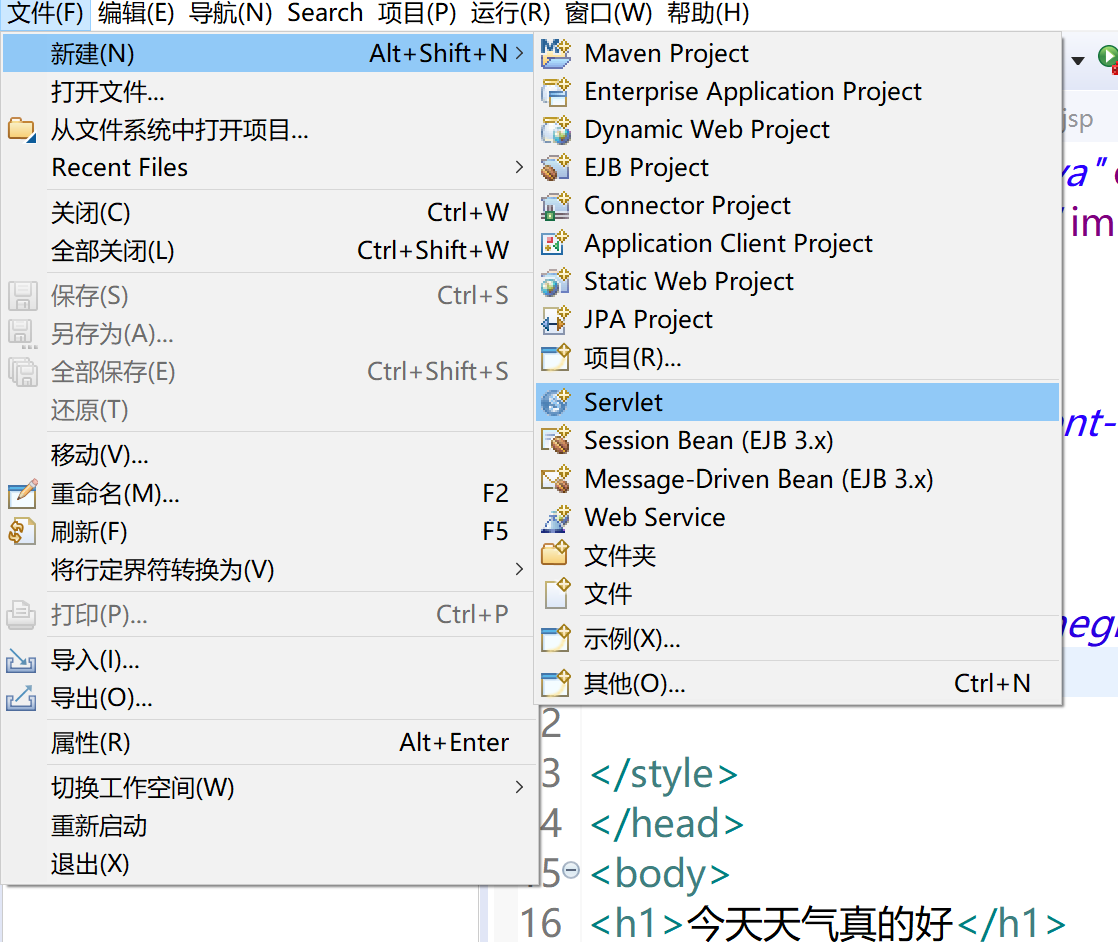 文件(F) 编辑(E) 导航(N) Search 项目(P) 运行(R) 窗口(W) 帮助(H)
新建(N) Alt+Shift+N
打开文件...
从文件系统中打开项目...
Recent Files
关闭(C) Ctrl+W
全部关闭(L) Ctrl+Shift+W
保存(S) Ctrl+S
另存为(A)...
全部保存(E) Ctrl+Shift+S
还原(T)
移动(V)...
重命名(M)... F2
刷新(F) F5
将行定界符转换为(V)
打印(P)... Ctrl+P
导入(I)...
导出(O)...
属性(R) Alt+Enter
切换工作空间(W)
重新启动
退出(X)
Maven Project
Enterprise Application Project
Dynamic Web Project
EJB Project
Connector Project
Application Client Project
Static Web Project
JPA Project
项目(R)...
Servlet
Session Bean (EJB 3.x)
Message-Driven Bean (EJB 3.x)
Web Service
文件夹
文件
示例(X)...
其他(O)... Ctrl+N
jsp
va"
im
nt-
2
3 </style>
4 </head>
5 <body>
16 <h1>今天天气真的好</h1>